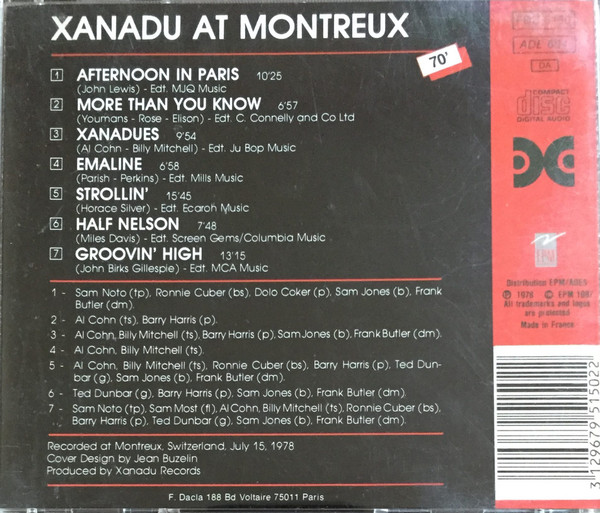 XANADU AT MONTREUX
70'
1 AFTERNOON IN PARIS 10'25
(John Lewis) - Edt. MJQ Music
2 MORE THAN YOU KNOW 6'57
(Youmans - Rose - Elison) - Edt. C. Connelly and Co Ltd
3 XANADUES 9'54
(Al Cohn - Billy Mitchell) - Edt. Ju Bop Music
4 EMALINE 6'58
(Parish - Perkins) - Edt. Mills Music
5 STROLLIN' 15'45
(Horace Silver) - Edt. Ecaroh Music
6 HALF NELSON 7'48
(Miles Davis) - Edt. Screen Gems/Columbia Music
7 GROOVIN' HIGH 13'15
(John Birks Gillespie) - Edt. MCA Music
1 - Sam Noto (tp), Ronnie Cuber (bs), Dolo Coker (p), Sam Jones (b), Frank
Butler (dm).
2 - Al Cohn (ts), Barry Harris (p).
3 - Al Cohn, Billy Mitchell (ts), Barry Harris (p), Sam Jones (b), Frank Butler (dm).
4 - Al Cohn, Billy Mitchell (ts).
5 - Al Cohn, Billy Mitchell (ts), Ronnie Cuber (bs), Barry Harris (p), Ted Dun-
bar (g), Sam Jones (b), Frank Butler (dm).
6 - Ted Dunbar (g), Barry Harris (p), Sam Jones (b), Frank Butler (dm).
7 - Sam Noto (tp), Sam Most (fl), Al Cohn, Billy Mitchell (ts), Ronnie Cuber (bs),
Barry Harris (p), Ted Dunbar (g), Sam Jones (b), Frank Butler (dm).
Recorded at Montreux, Switzerland, July 15, 1978
Cover Design by Jean Buzelin
Produced by Xanadu Records
F. Dacla 188 Bd Voltaire 75011 Paris
ADE
DA
COMPACT
disc
DIGITAL AUDIO
EPM
Distribution EPM/ADES
℗ 1978 © EPM
All trademarks and logos
are protected
Made in France
3 129679 515022